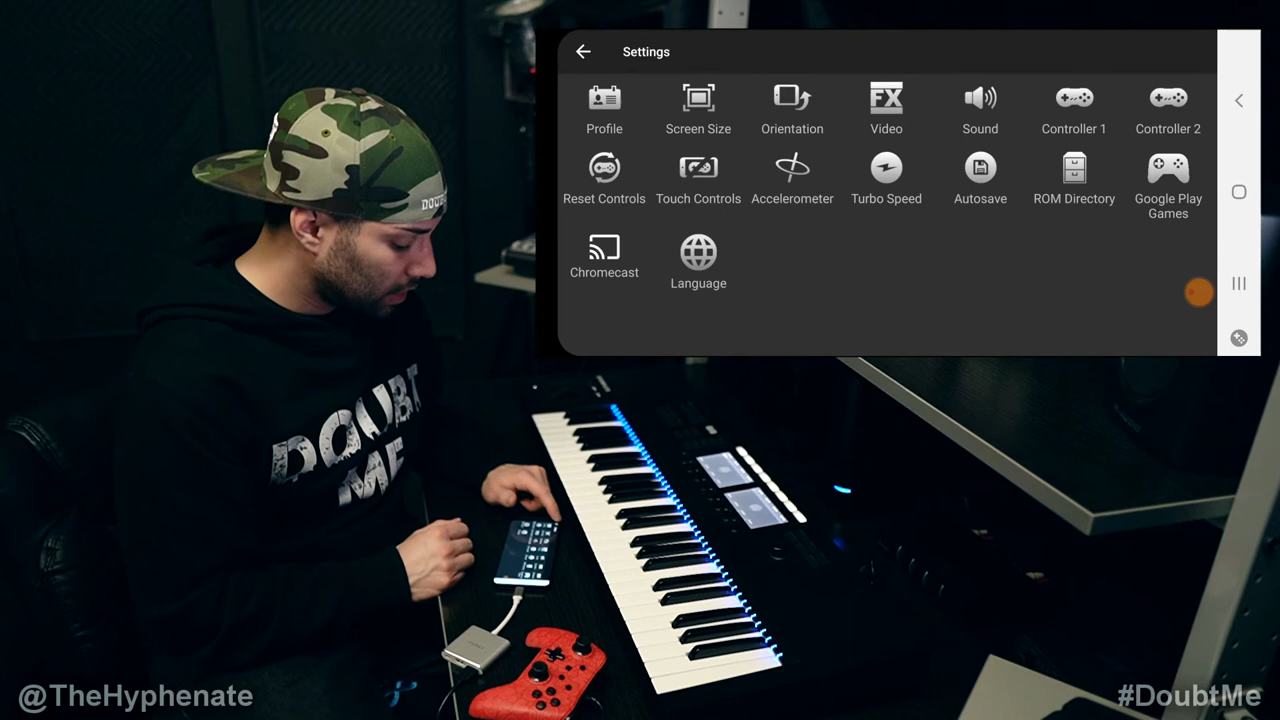 Settings
Profile
Screen Size
Orientation
FX
Video
Sound
Controller 1
Controller 2
Reset Controls
Touch Controls
Accelerometer
Turbo Speed
Autosave
ROM Directory
Google Play
Games
Chromecast
Language
DOUBT
ME
@TheHyphenate
#DoubtMe